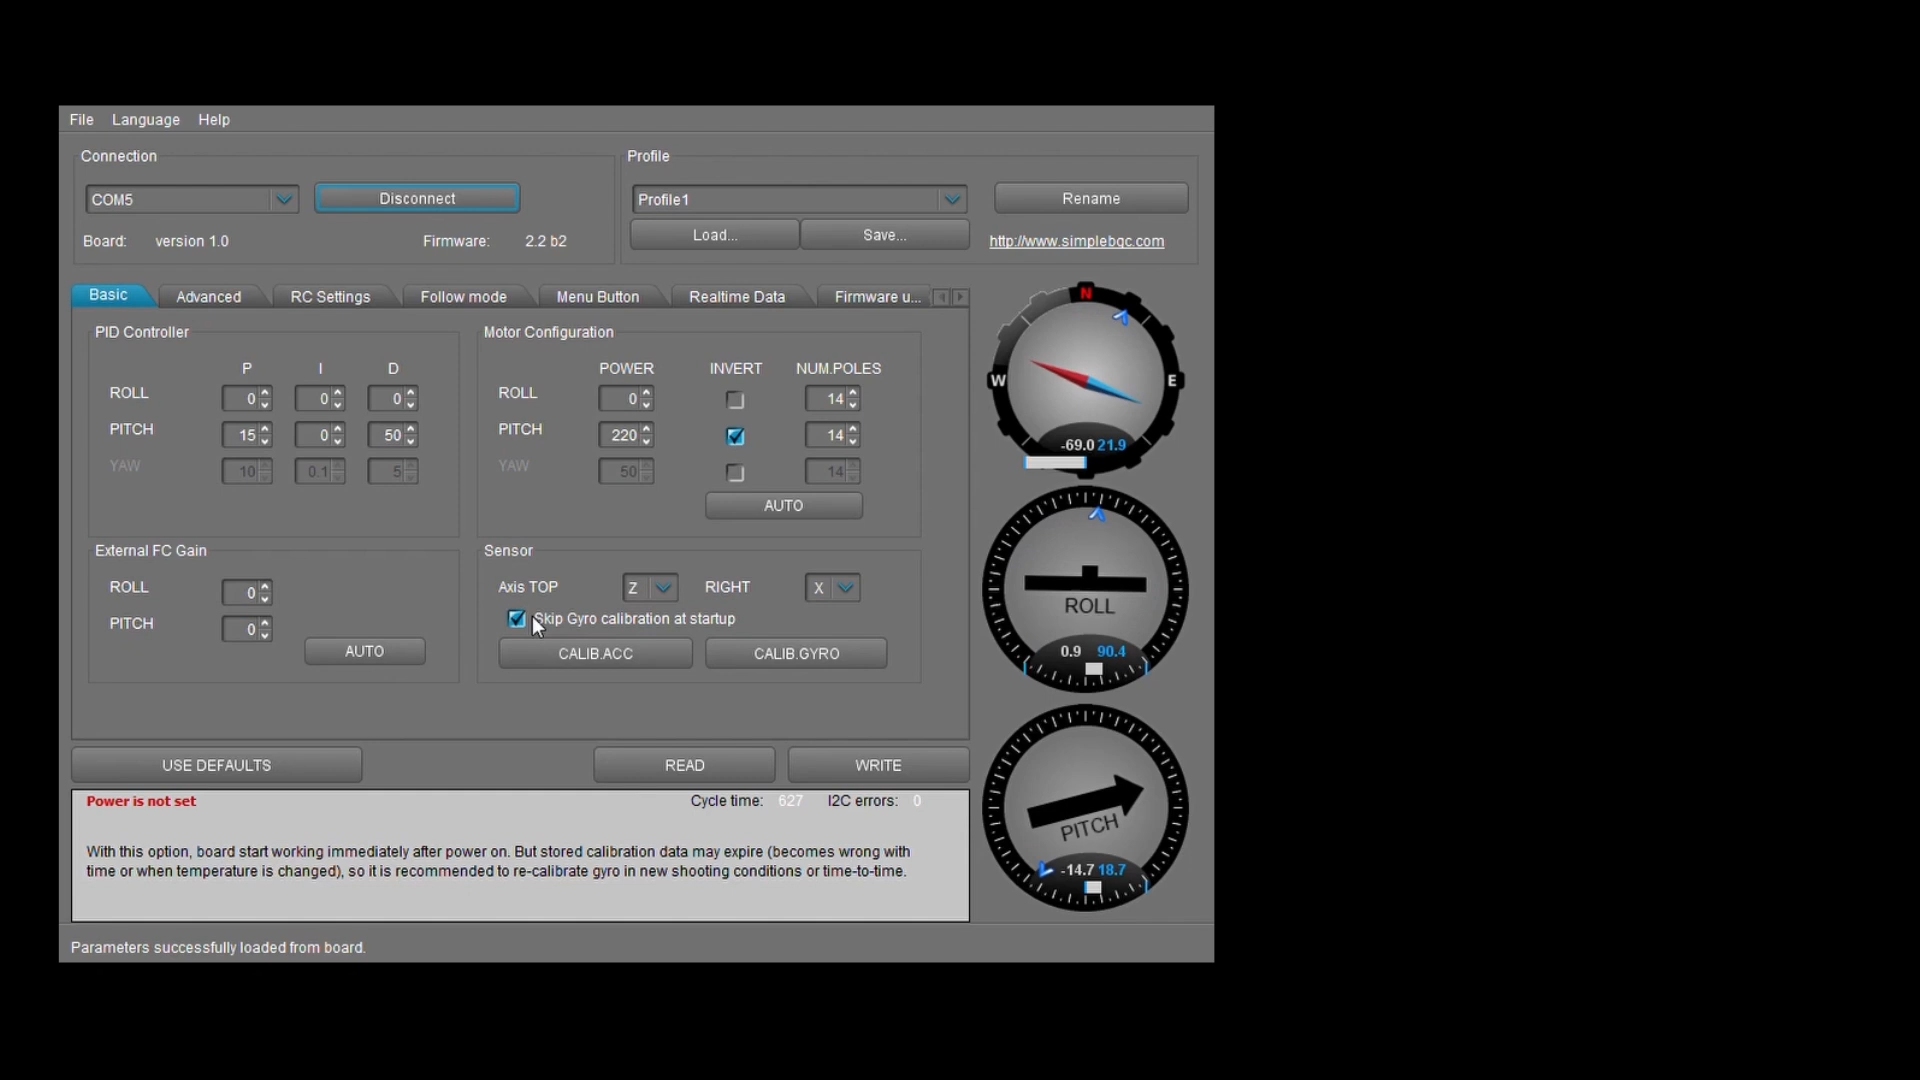 File Language Help
Connection Profile
COM5 Disconnect Profile1 Rename
Load... Save...
Board: version 1.0 Firmware: 2.2 b2 http://www.simplebgc.com
Basic Advanced RC Settings Follow mode Menu Button Realtime Data Firmware u...
PID Controller
P I D
ROLL 0 0 0
PITCH 15 0 50
YAW 10 0.1 5
Motor Configuration
POWER INVERT NUM.POLES
ROLL 0 14
PITCH 220 14
YAW 50 14
AUTO
External FC Gain
ROLL 0
PITCH 0
AUTO
Sensor
Axis TOP Z RIGHT X
Skip Gyro calibration at startup
CALIB.ACC CALIB.GYRO
N
W E
-69.0 21.9
ROLL
0.9 90.4
PITCH
-14.7 18.7
USE DEFAULTS READ WRITE
Power is not set Cycle time: 627 I2C errors: 0
With this option, board start working immediately after power on. But stored calibration data may expire (becomes wrong with
time or when temperature is changed), so it is recommended to re-calibrate gyro in new shooting conditions or time-to-time.
Parameters successfully loaded from board.